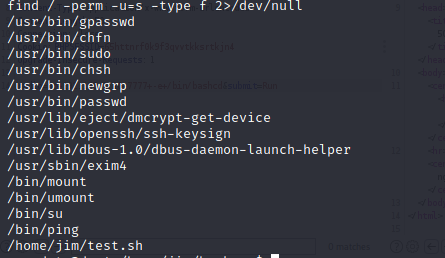 find / -perm -u=s -type f 2>/dev/null
/usr/bin/gpasswd
/usr/bin/chfn
/usr/bin/sudo
/usr/bin/chsh
/usr/bin/newgrp
/usr/bin/passwd
/usr/lib/eject/dmcrypt-get-device
/usr/lib/openssh/ssh-keysign
/usr/lib/dbus-1.0/dbus-daemon-launch-helper
/usr/sbin/exim4
/bin/mount
/bin/umount
/bin/su
/bin/ping
/home/jim/test.sh